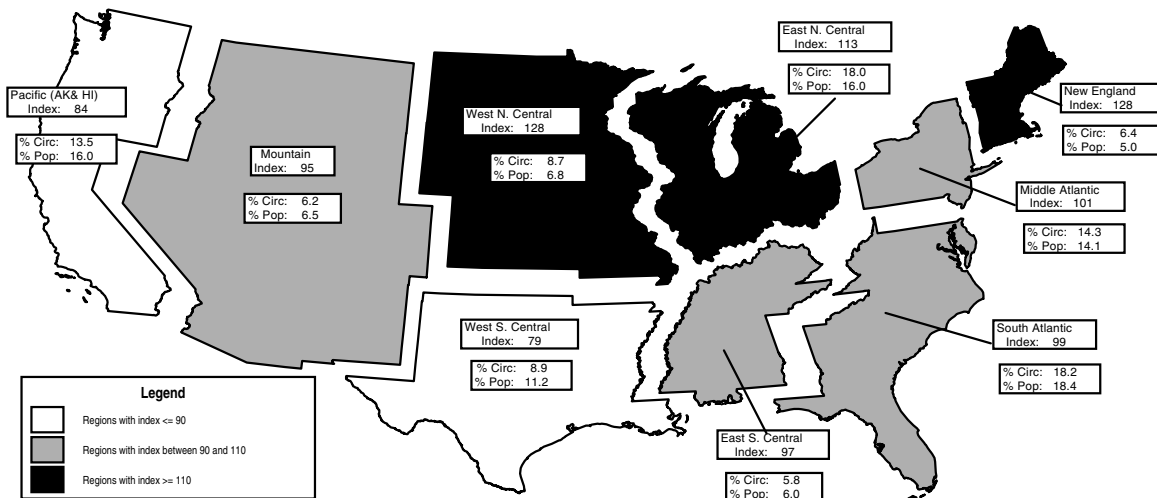 East N. Central
Index: 113
% Circ: 18.0
% Pop: 16.0
Pacific (AK& HI)
Index: 84
% Circ: 13.5
% Pop: 16.0
Mountain
Index: 95
% Circ: 6.2
% Pop: 6.5
West N. Central
Index: 128
% Circ: 8.7
% Pop: 6.8
New England
Index: 128
% Circ: 6.4
% Pop: 5.0
Middle Atlantic
Index: 101
% Circ: 14.3
% Pop: 14.1
West S. Central
Index: 79
% Circ: 8.9
% Pop: 11.2
South Atlantic
Index: 99
% Circ: 18.2
% Pop: 18.4
East S. Central
Index: 97
% Circ: 5.8
% Pop: 6.0
Legend
Regions with index <= 90
Regions with index between 90 and 110
Regions with index >= 110